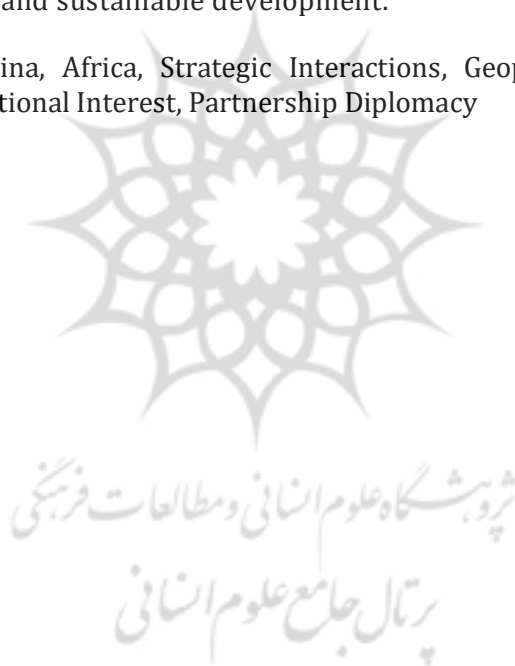 and sustainable development.
ina, Africa, Strategic Interactions, Geop
tional Interest, Partnership Diplomacy
پژوهشگاه علوم انسانی و مطالعات فرهنگی
پرتال جامع علوم انسانی